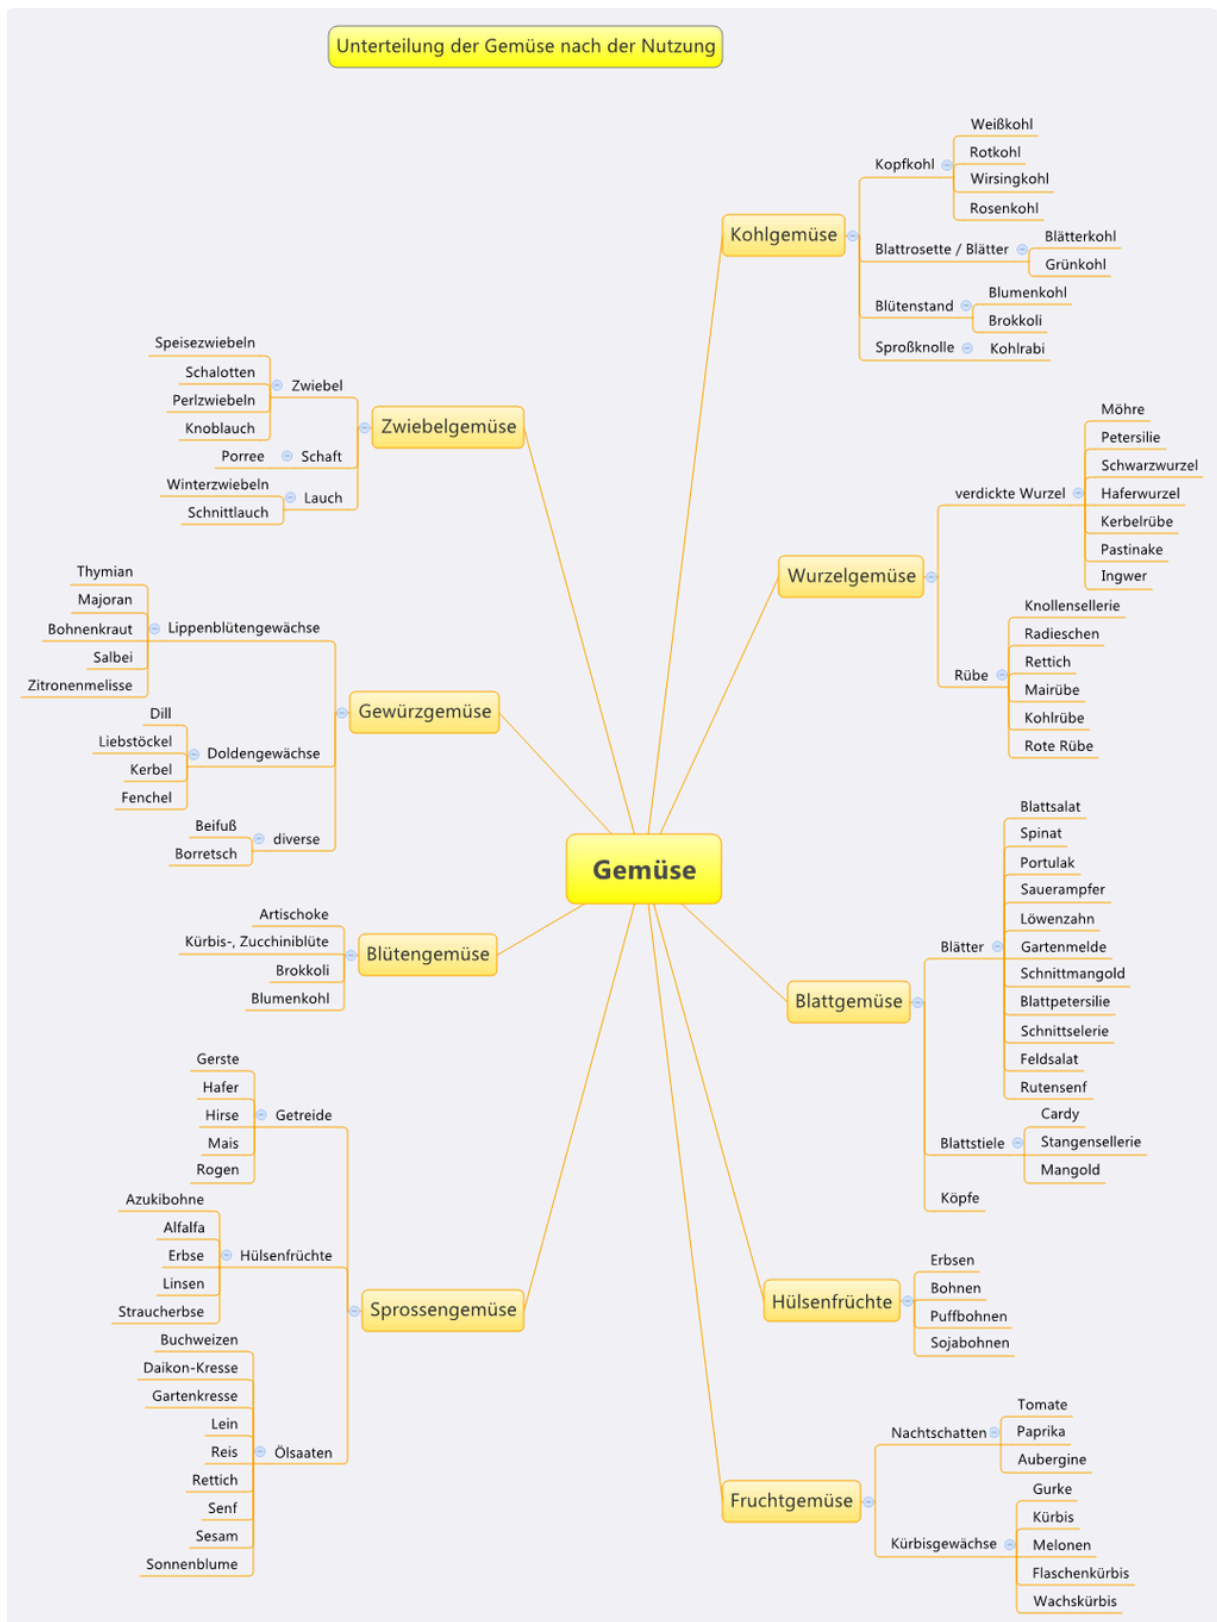 Unterteilung der Gemüse nach der Nutzung
Gemüse
Kohlgemüse
Kopfkohl
Weißkohl
Rotkohl
Wirsingkohl
Rosenkohl
Blattrosette / Blätter
Blätterkohl
Grünkohl
Blütenstand
Blumenkohl
Brokkoli
Sproßknolle
Kohlrabi
Wurzelgemüse
verdickte Wurzel
Möhre
Petersilie
Schwarzwurzel
Haferwurzel
Kerbelrübe
Pastinake
Ingwer
Rübe
Knollensellerie
Radieschen
Rettich
Mairübe
Kohlrübe
Rote Rübe
Blattgemüse
Blätter
Blattsalat
Spinat
Portulak
Sauerampfer
Löwenzahn
Gartenmelde
Schnittmangold
Blattpetersilie
Schnittselerie
Feldsalat
Rutensenf
Blattstiele
Cardy
Stangensellerie
Mangold
Köpfe
Hülsenfrüchte
Erbsen
Bohnen
Puffbohnen
Sojabohnen
Fruchtgemüse
Nachtschatten
Tomate
Paprika
Aubergine
Kürbisgewächse
Gurke
Kürbis
Melonen
Flaschenkürbis
Wachskürbis
Zwiebelgemüse
Zwiebel
Speisezwiebeln
Schalotten
Perlzwiebeln
Knoblauch
Schaft
Porree
Lauch
Winterzwiebeln
Schnittlauch
Gewürzgemüse
Lippenblütengewächse
Thymian
Majoran
Bohnenkraut
Salbei
Zitronenmelisse
Doldengewächse
Dill
Liebstöckel
Kerbel
Fenchel
diverse
Beifuß
Borretsch
Blütengemüse
Artischoke
Kürbis-, Zucchiniblüte
Brokkoli
Blumenkohl
Sprossengemüse
Getreide
Gerste
Hafer
Hirse
Mais
Rogen
Hülsenfrüchte
Azukibohne
Alfalfa
Erbse
Linsen
Straucherbse
Ölsaaten
Buchweizen
Daikon-Kresse
Gartenkresse
Lein
Reis
Rettich
Senf
Sesam
Sonnenblume